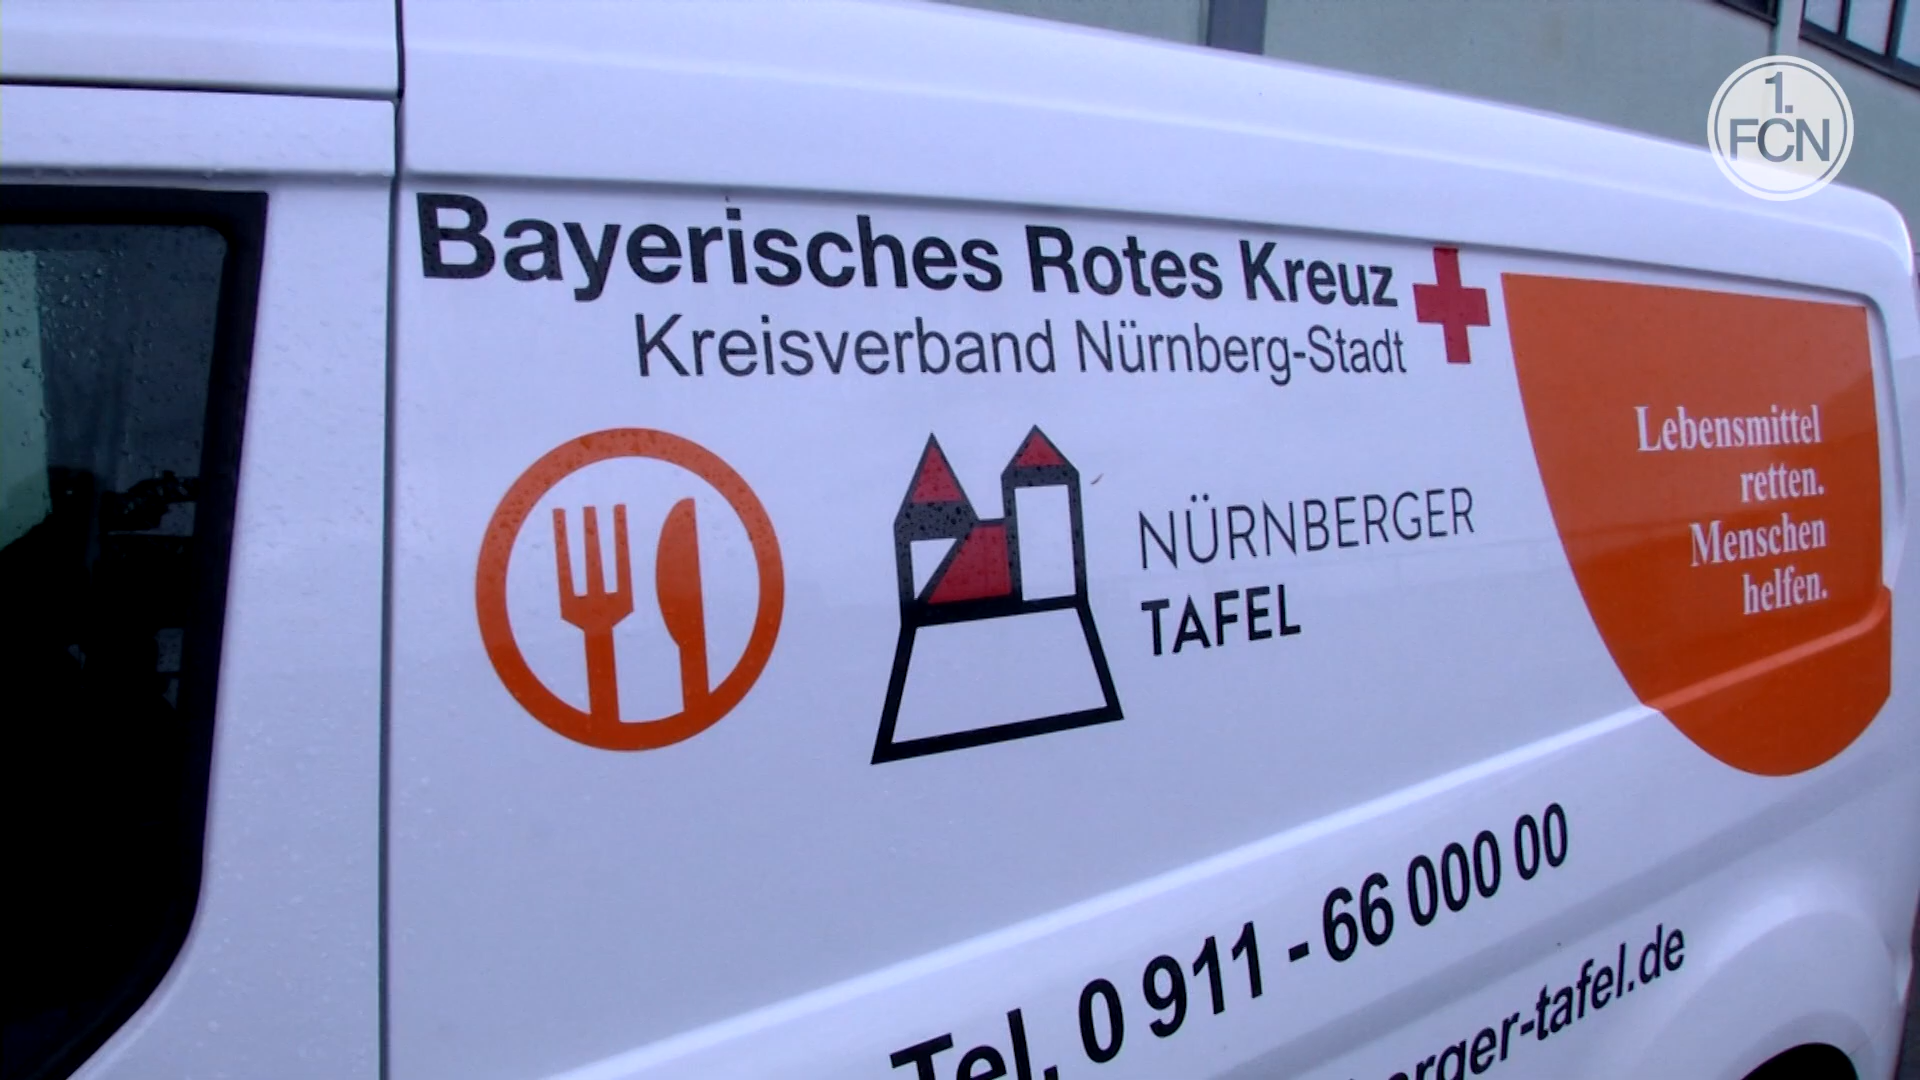 1.
FCN
Bayerisches Rotes Kreuz
Kreisverband Nürnberg-Stadt
NÜRNBERGER
TAFEL
Lebensmittel
retten.
Menschen
helfen.
Tel. 0 911 - 66 000 00
rger-tafel.de